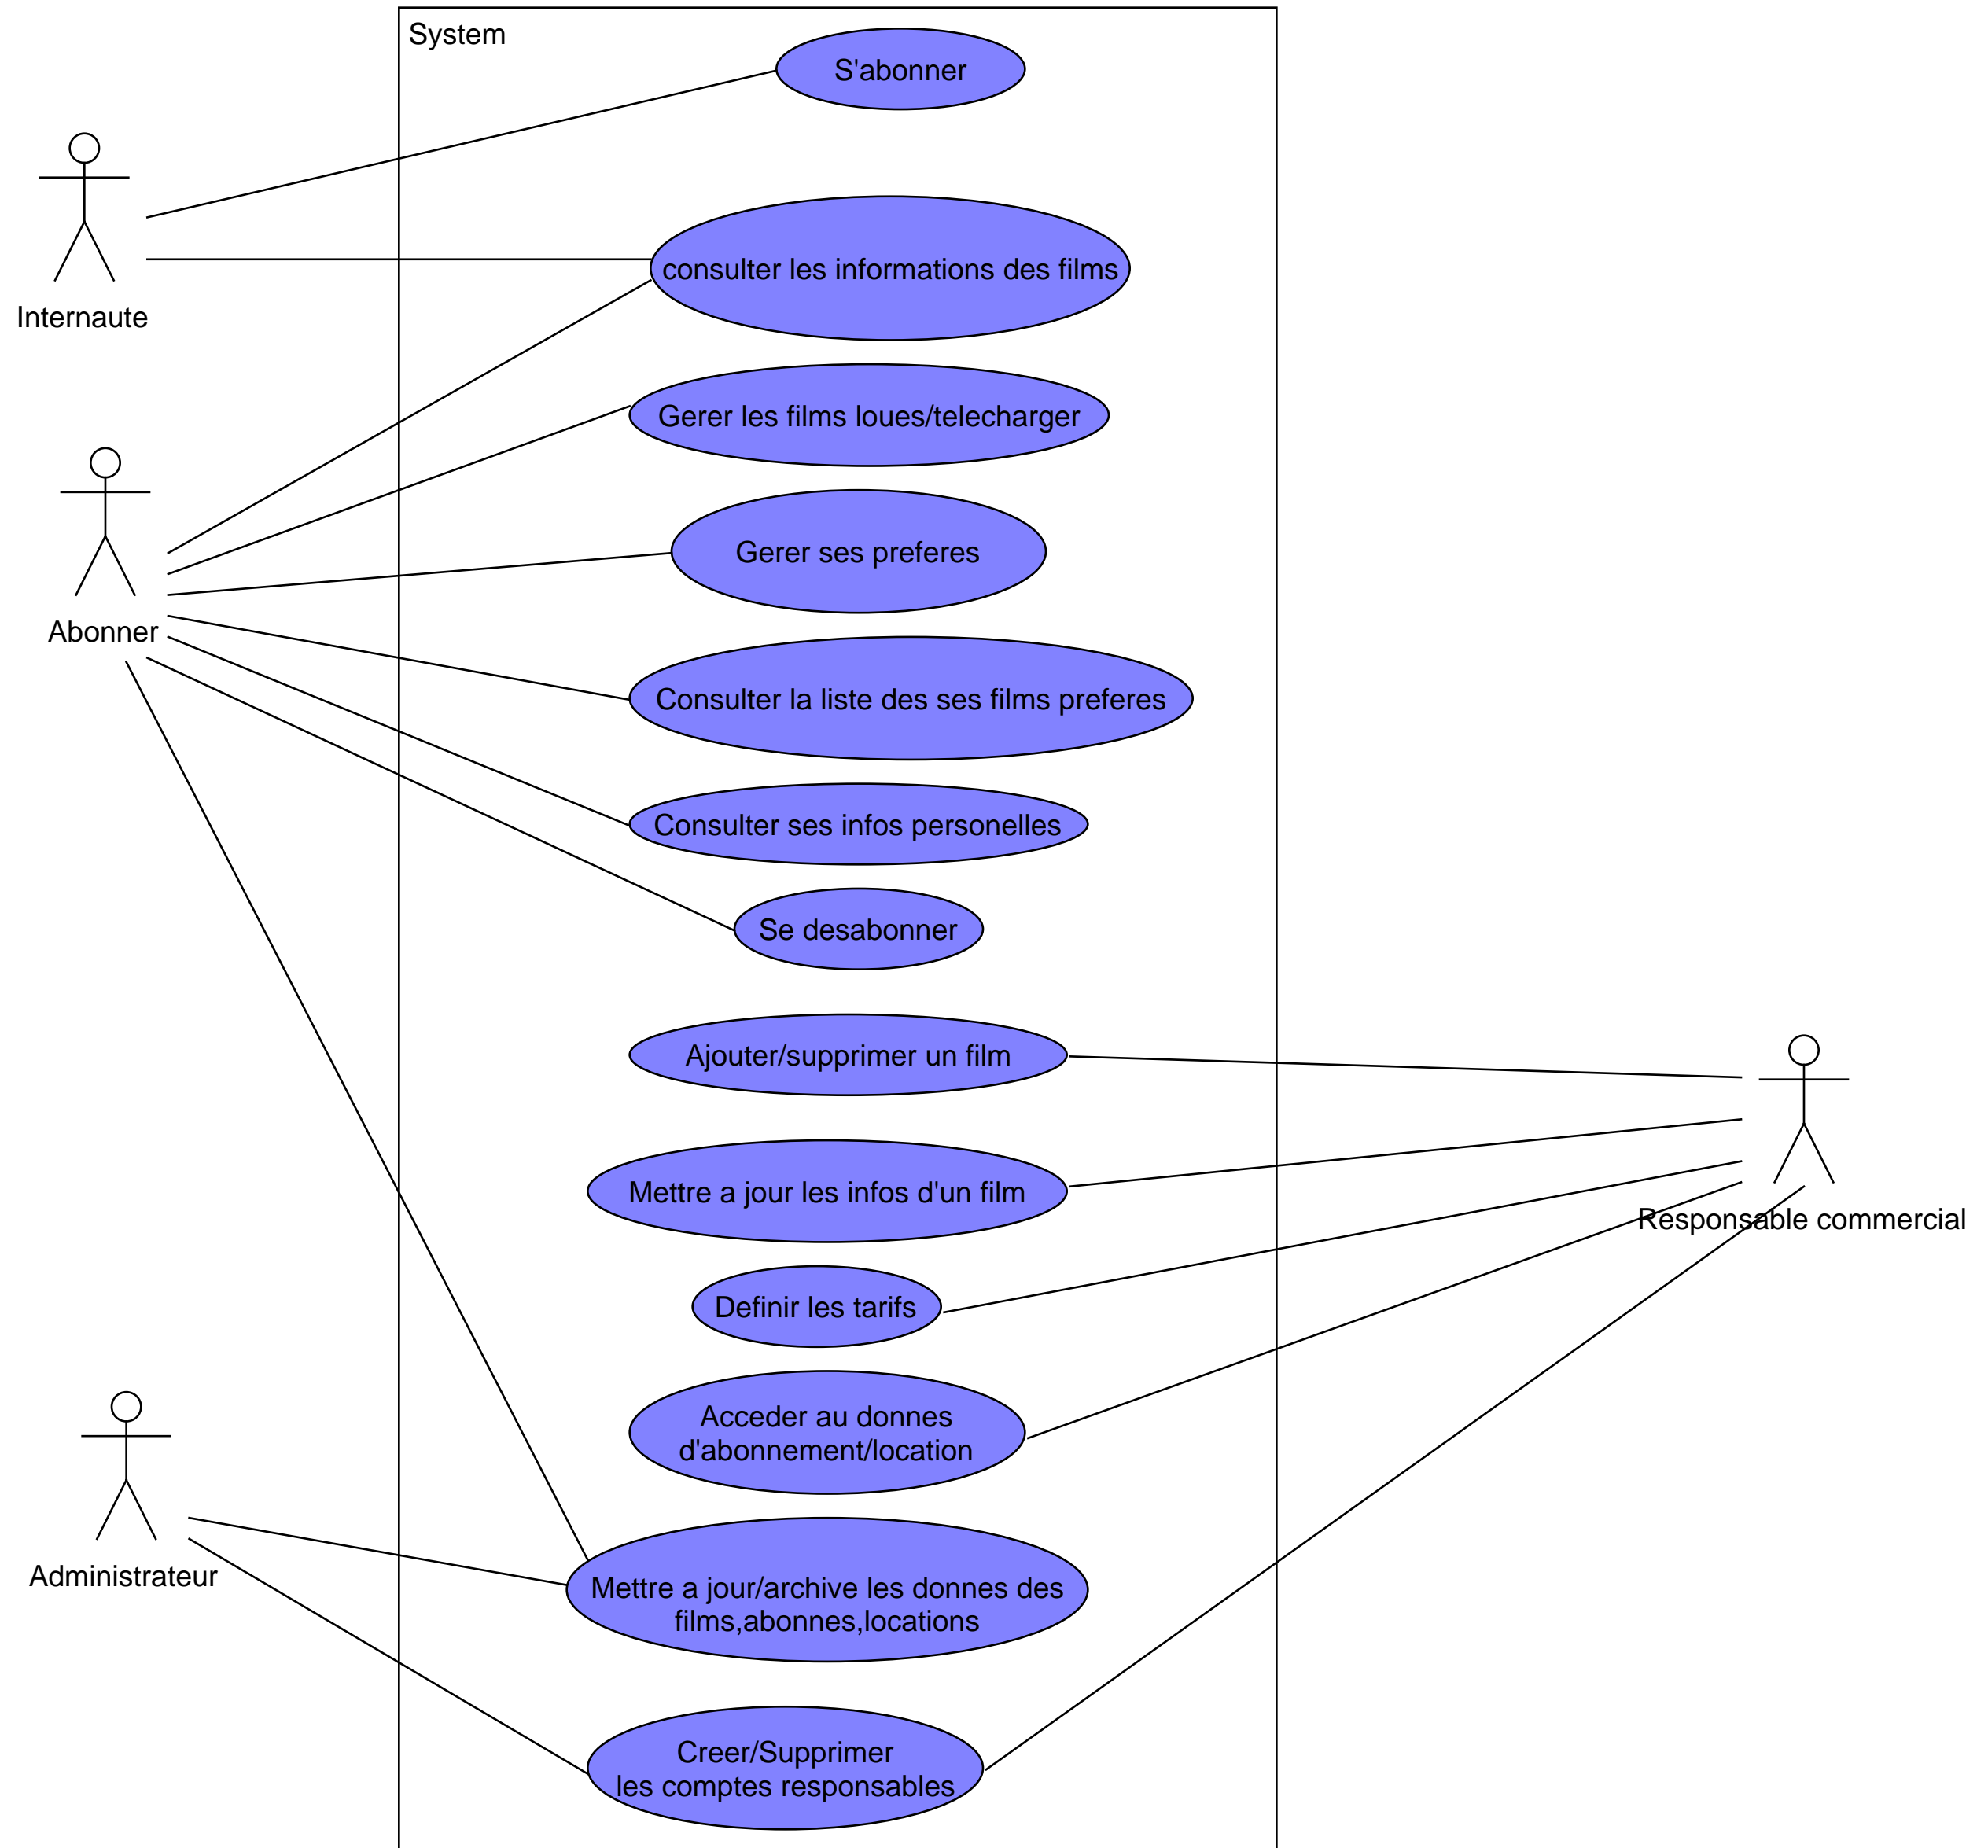 System
S'abonner
consulter les informations des films
Internaute
Gerer les films loues/telecharger
Gerer ses preferes
Abonner
Consulter la liste des ses films preferes
Consulter ses infos personelles
Se desabonner
Ajouter/supprimer un film
Mettre a jour les infos d'un film
Responsable commercial
Definir les tarifs
Acceder au donnes
d'abonnement/location
Administrateur
Mettre a jour/archive les donnes des
films,abonnes,locations
Creer/Supprimer
les comptes responsables